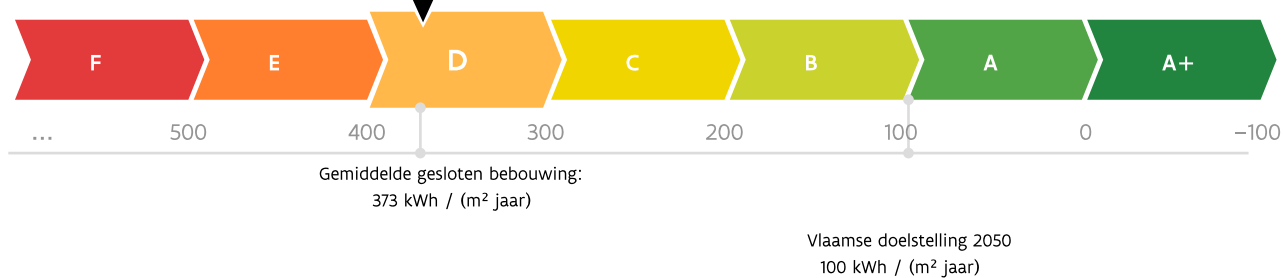 F E D C B A A+
... 500 400 300 200 100 0 −100
Gemiddelde gesloten bebouwing:
373 kWh / (m² jaar)
Vlaamse doelstelling 2050
100 kWh / (m² jaar)